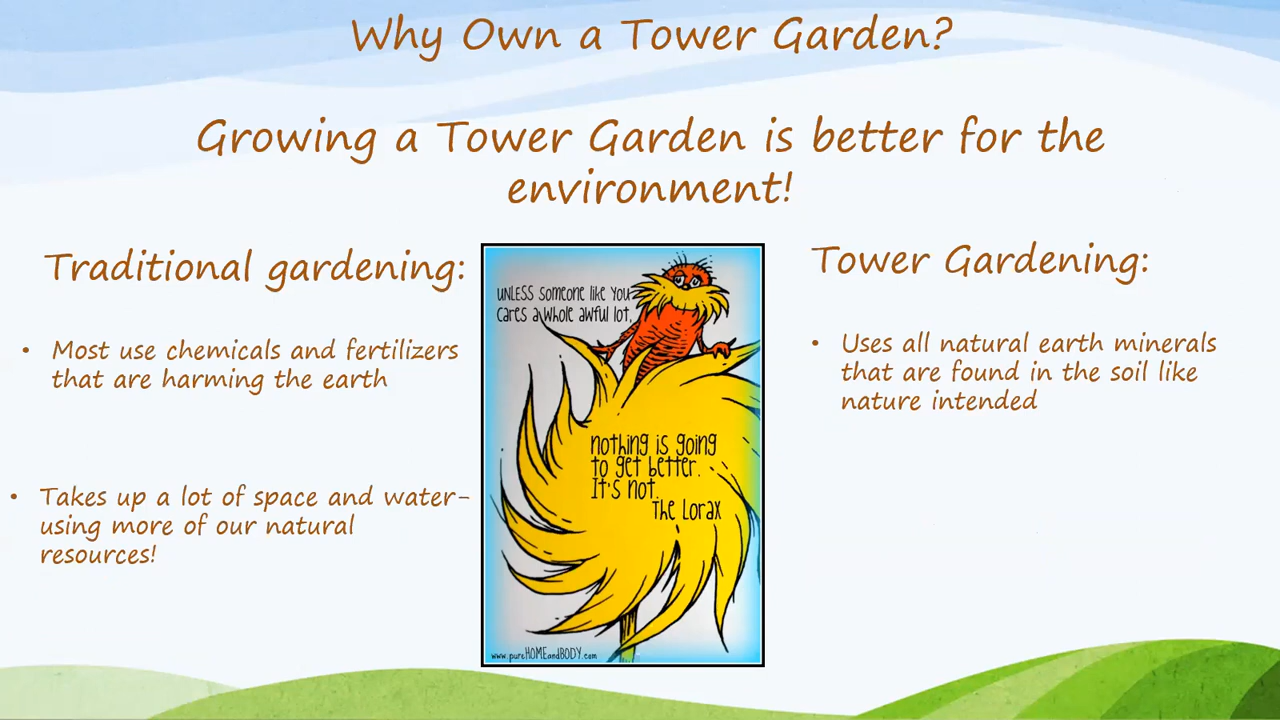 Why Own a Tower Garden?
Growing a Tower Garden is better for the
environment!
Traditional gardening:
• Most use chemicals and fertilizers
that are harming the earth
• Takes up a lot of space and water-
using more of our natural
resources!
UNLESS someone like you
cares a whole awful lot,
nothing is going
to get better.
It's not.
The Lorax
www.pureHOMEandBODY.com
Tower Gardening:
• Uses all natural earth minerals
that are found in the soil like
nature intended